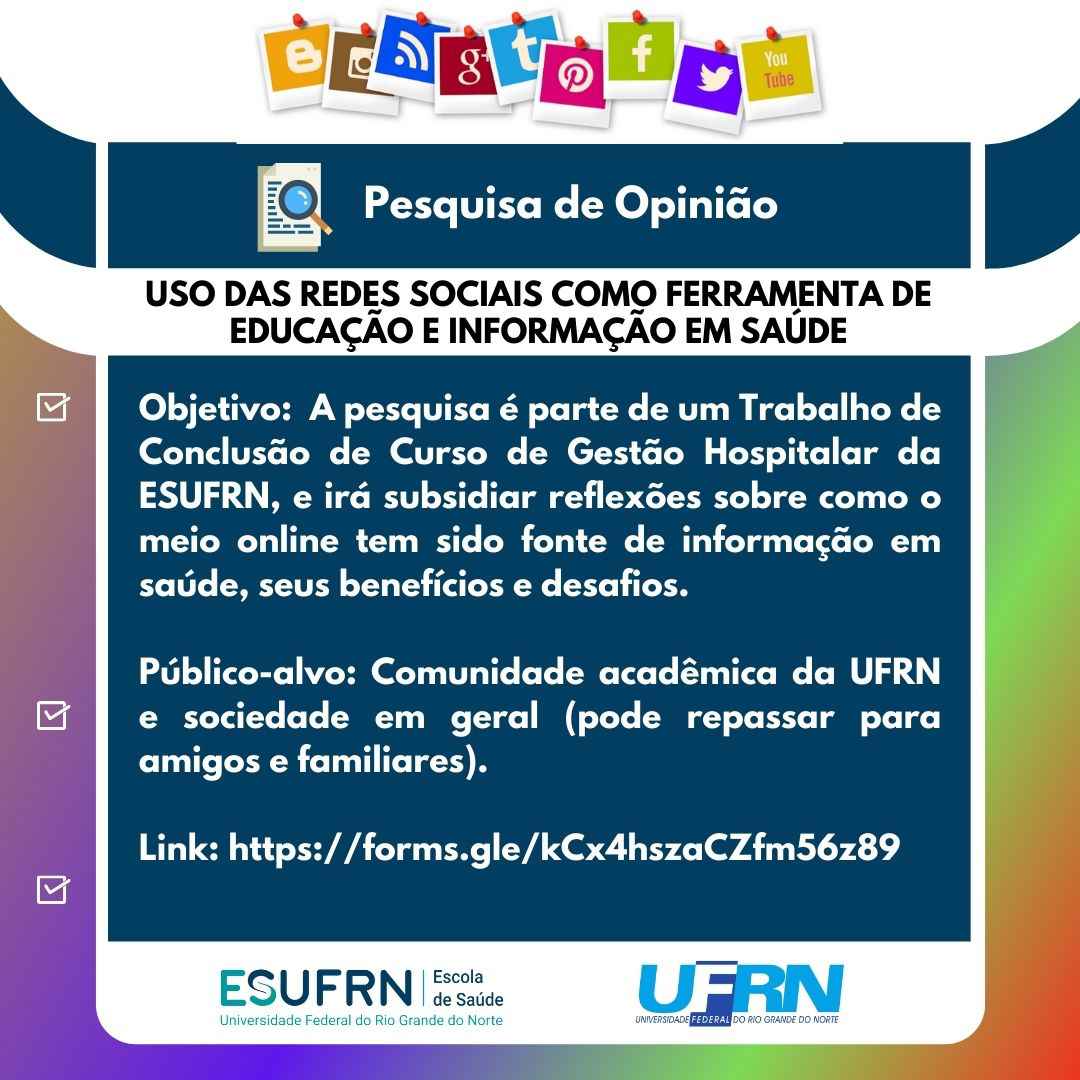 g+
t
f
You
Tube
Pesquisa de Opinião
USO DAS REDES SOCIAIS COMO FERRAMENTA DE
EDUCAÇÃO E INFORMAÇÃO EM SAÚDE
Objetivo: A pesquisa é parte de um Trabalho de
Conclusão de Curso de Gestão Hospitalar da
ESUFRN, e irá subsidiar reflexões sobre como o
meio online tem sido fonte de informação em
saúde, seus benefícios e desafios.
Público-alvo: Comunidade acadêmica da UFRN
e sociedade em geral (pode repassar para
amigos e familiares).
Link: https://forms.gle/kCx4hszaCZfm56z89
ESUFRN Escola
de Saúde
Universidade Federal do Rio Grande do Norte
UFRN
UNIVERSIDADE FEDERAL DO RIO GRANDE DO NORTE